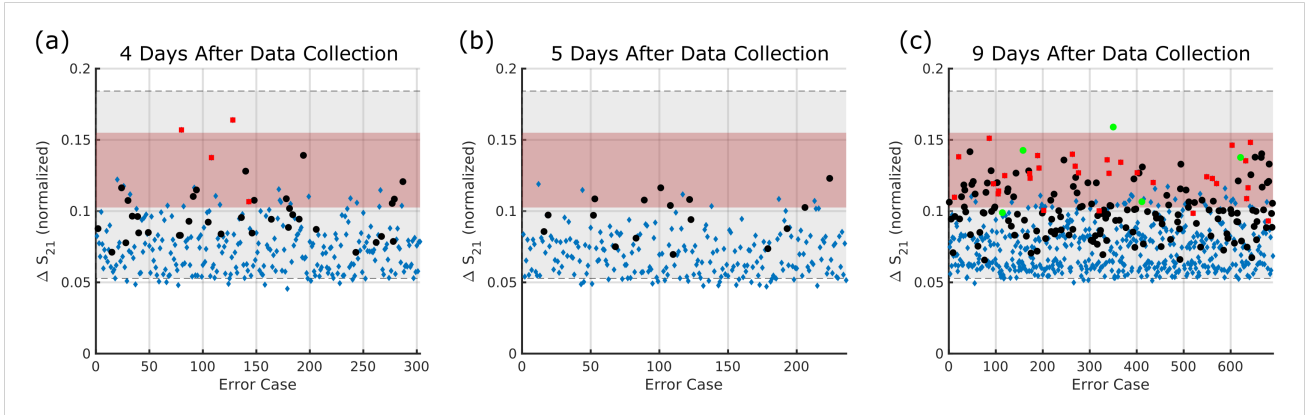 (a)
4 Days After Data Collection
0.2
0.15
0.1
0.05
0
Δ S21 (normalized)
0 50 100 150 200 250 300
Error Case
(b)
5 Days After Data Collection
0.2
0.15
0.1
0.05
0
Δ S21 (normalized)
0 50 100 150 200
Error Case
(c)
9 Days After Data Collection
0.2
0.15
0.1
0.05
0
Δ S21 (normalized)
0 100 200 300 400 500 600
Error Case